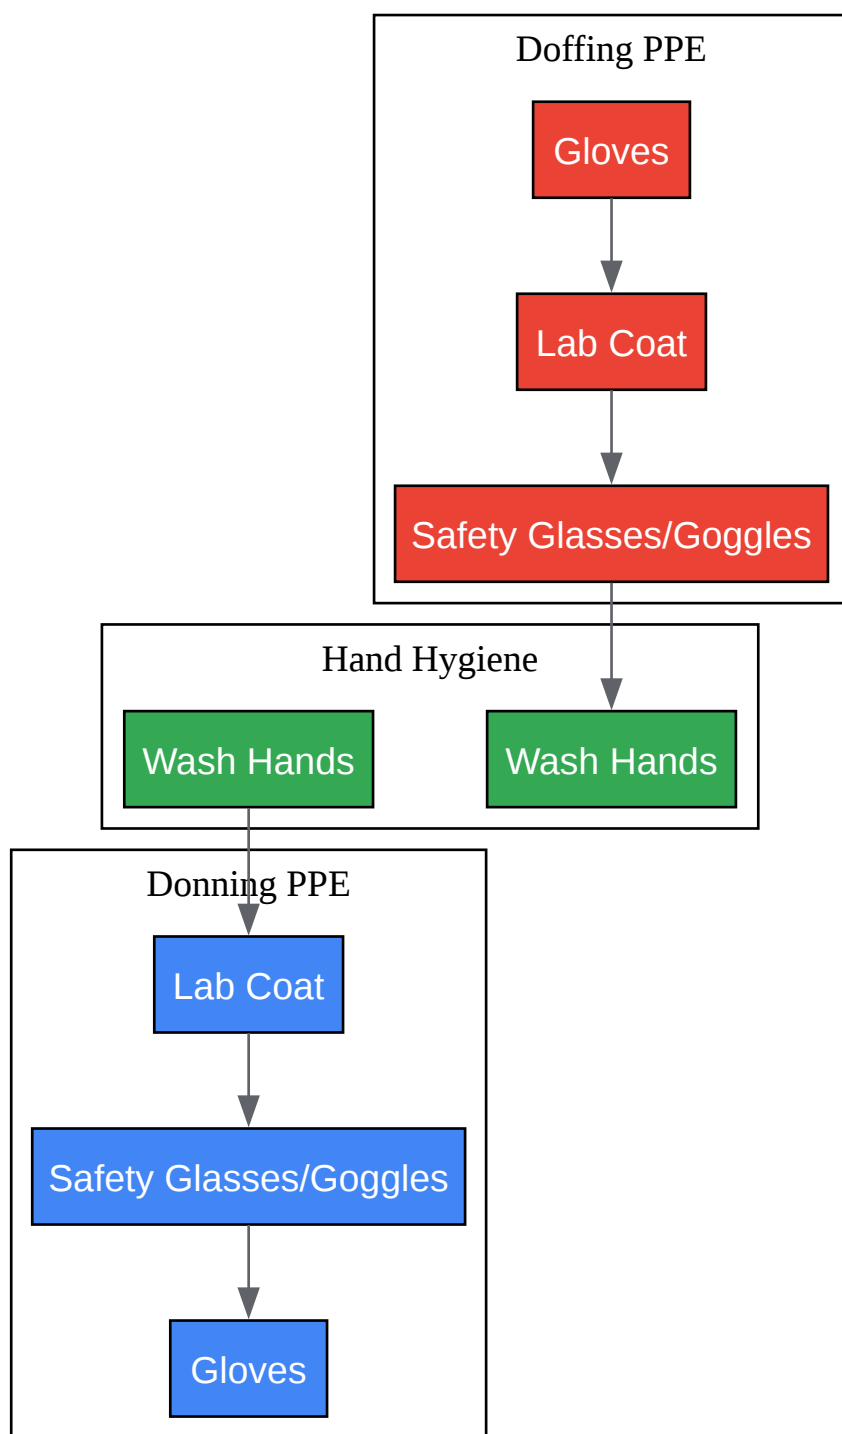 Doffing PPE
Gloves
Lab Coat
Safety Glasses/Goggles
Hand Hygiene
Wash Hands
Wash Hands
Donning PPE
Lab Coat
Safety Glasses/Goggles
Gloves